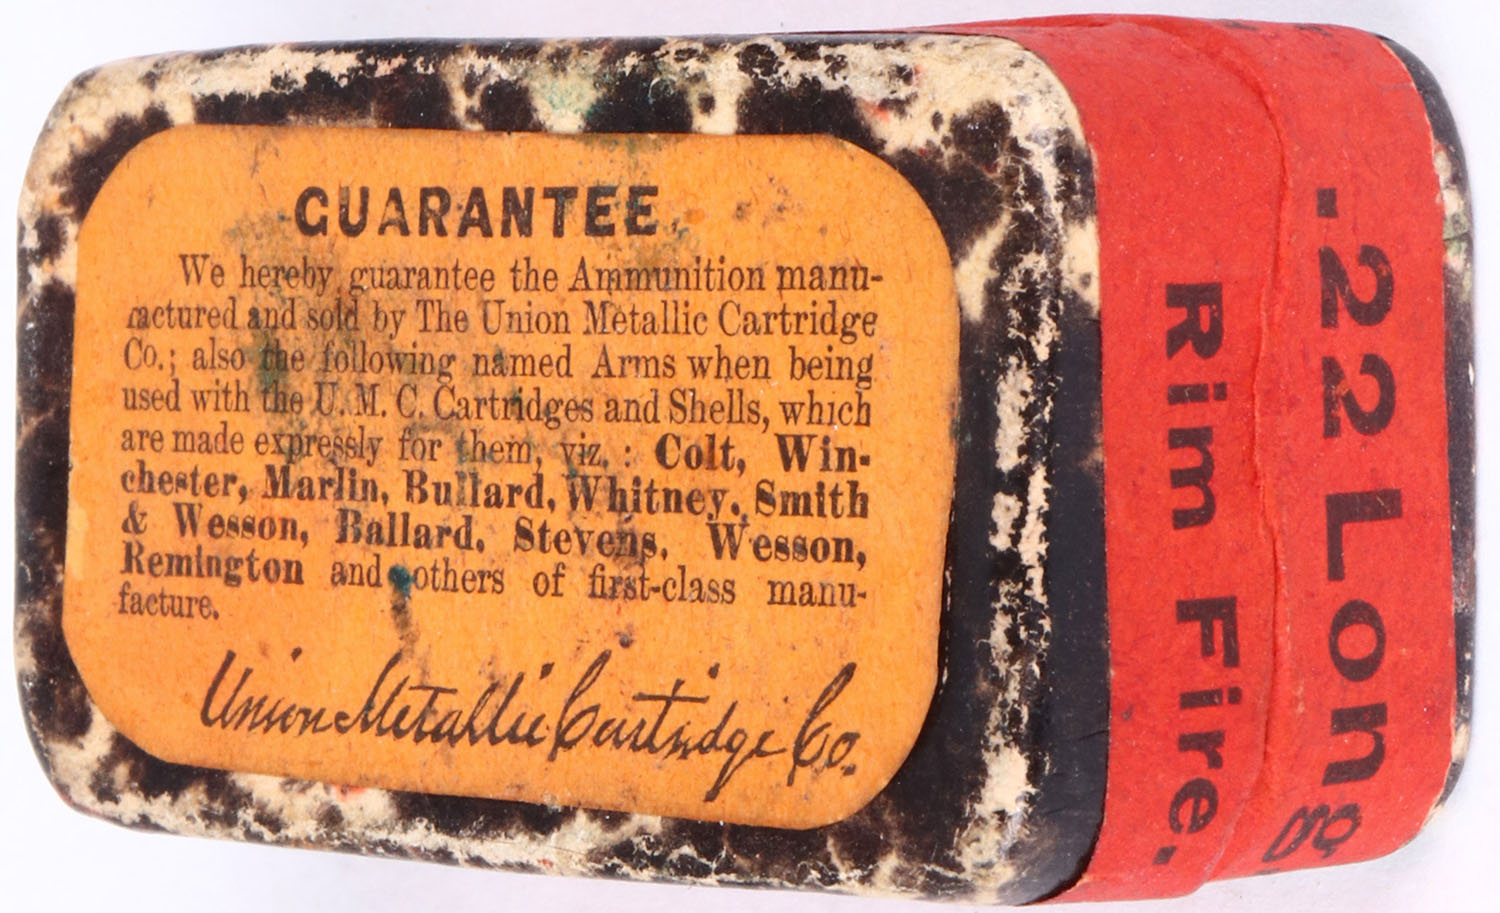 GUARANTEE.
We hereby guarantee the Ammunition manu-
factured and sold by The Union Metallic Cartridge
Co.; also the following named Arms when being
used with the U. M. C. Cartridges and Shells, which
are made expressly for them, viz. : Colt, Win-
chester, Marlin, Bullard, Whitney, Smith
& Wesson, Ballard, Stevens, Wesson,
Remington and others of first-class manu-
facture.
Union Metallic Cartridge Co.
.22 Long
Rim Fire.